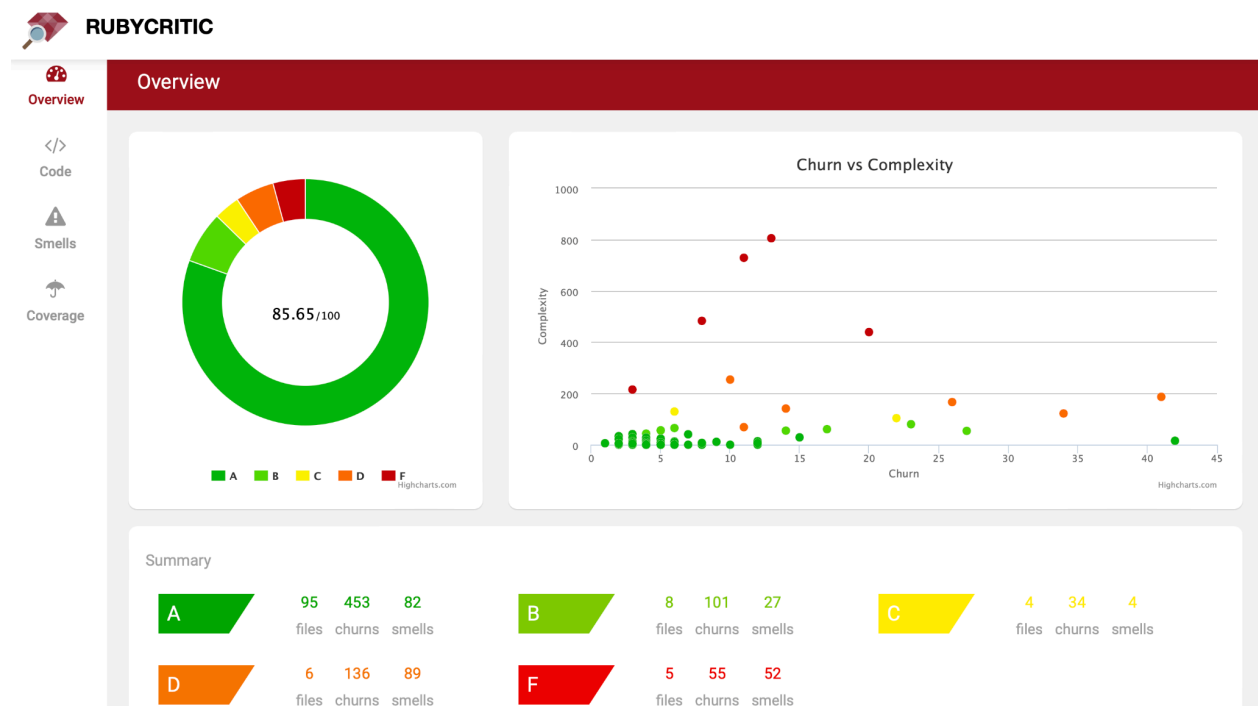 RUBYCRITIC
Overview
Code
Smells
Coverage
Overview
85.65/100
A B C D F
Highcharts.com
Churn vs Complexity
Complexity
1000
800
600
400
200
0
0 5 10 15 20 25 30 35 40 45
Churn
Highcharts.com
Summary
A
95 453 82
files churns smells
B
8 101 27
files churns smells
C
4 34 4
files churns smells
D
6 136 89
files churns smells
F
5 55 52
files churns smells